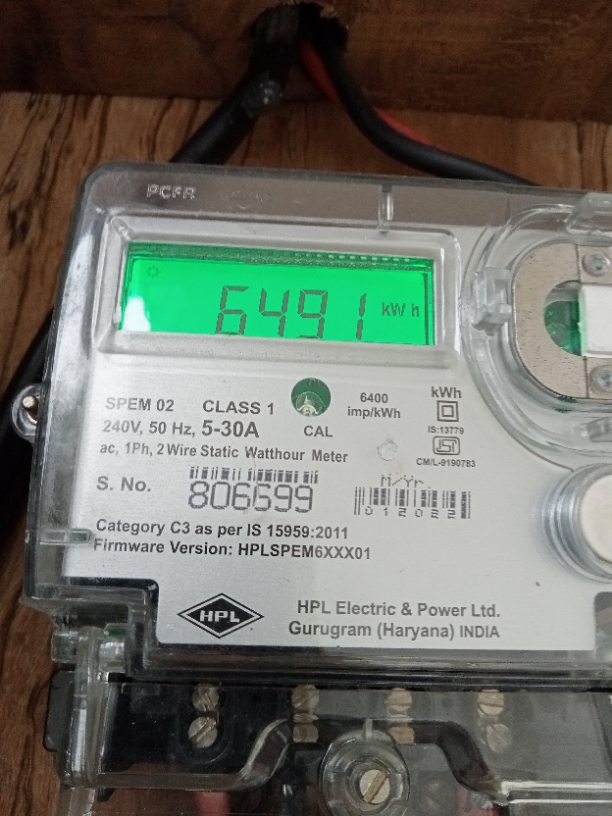 PCFR
6491 kW h
SPEM 02 CLASS 1
240V, 50 Hz, 5-30A
ac, 1Ph, 2 Wire Static Watthour Meter
CAL
6400
imp/kWh
kWh
IS:13779
ISI
CM/L-9190783
S. No. 806699
M/Yr.
012022
Category C3 as per IS 15959:2011
Firmware Version: HPLSPEM6XXX01
HPL
HPL Electric & Power Ltd.
Gurugram (Haryana) INDIA